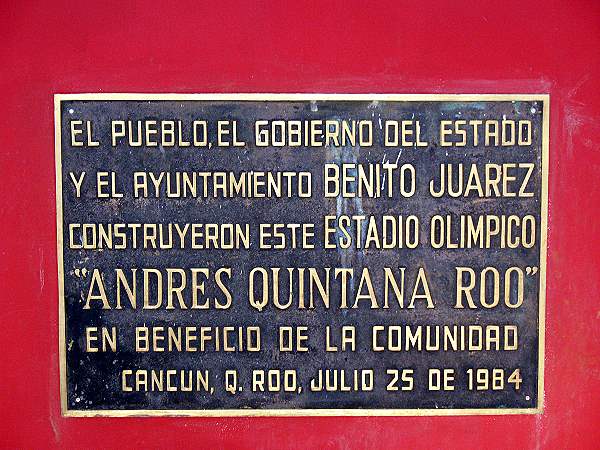 EL PUEBLO, EL GOBIERNO DEL ESTADO
Y EL AYUNTAMIENTO BENITO JUAREZ
CONSTRUYERON ESTE ESTADIO OLIMPICO
"ANDRES QUINTANA ROO"
EN BENEFICIO DE LA COMUNIDAD
CANCUN, Q. ROO, JULIO 25 DE 1984